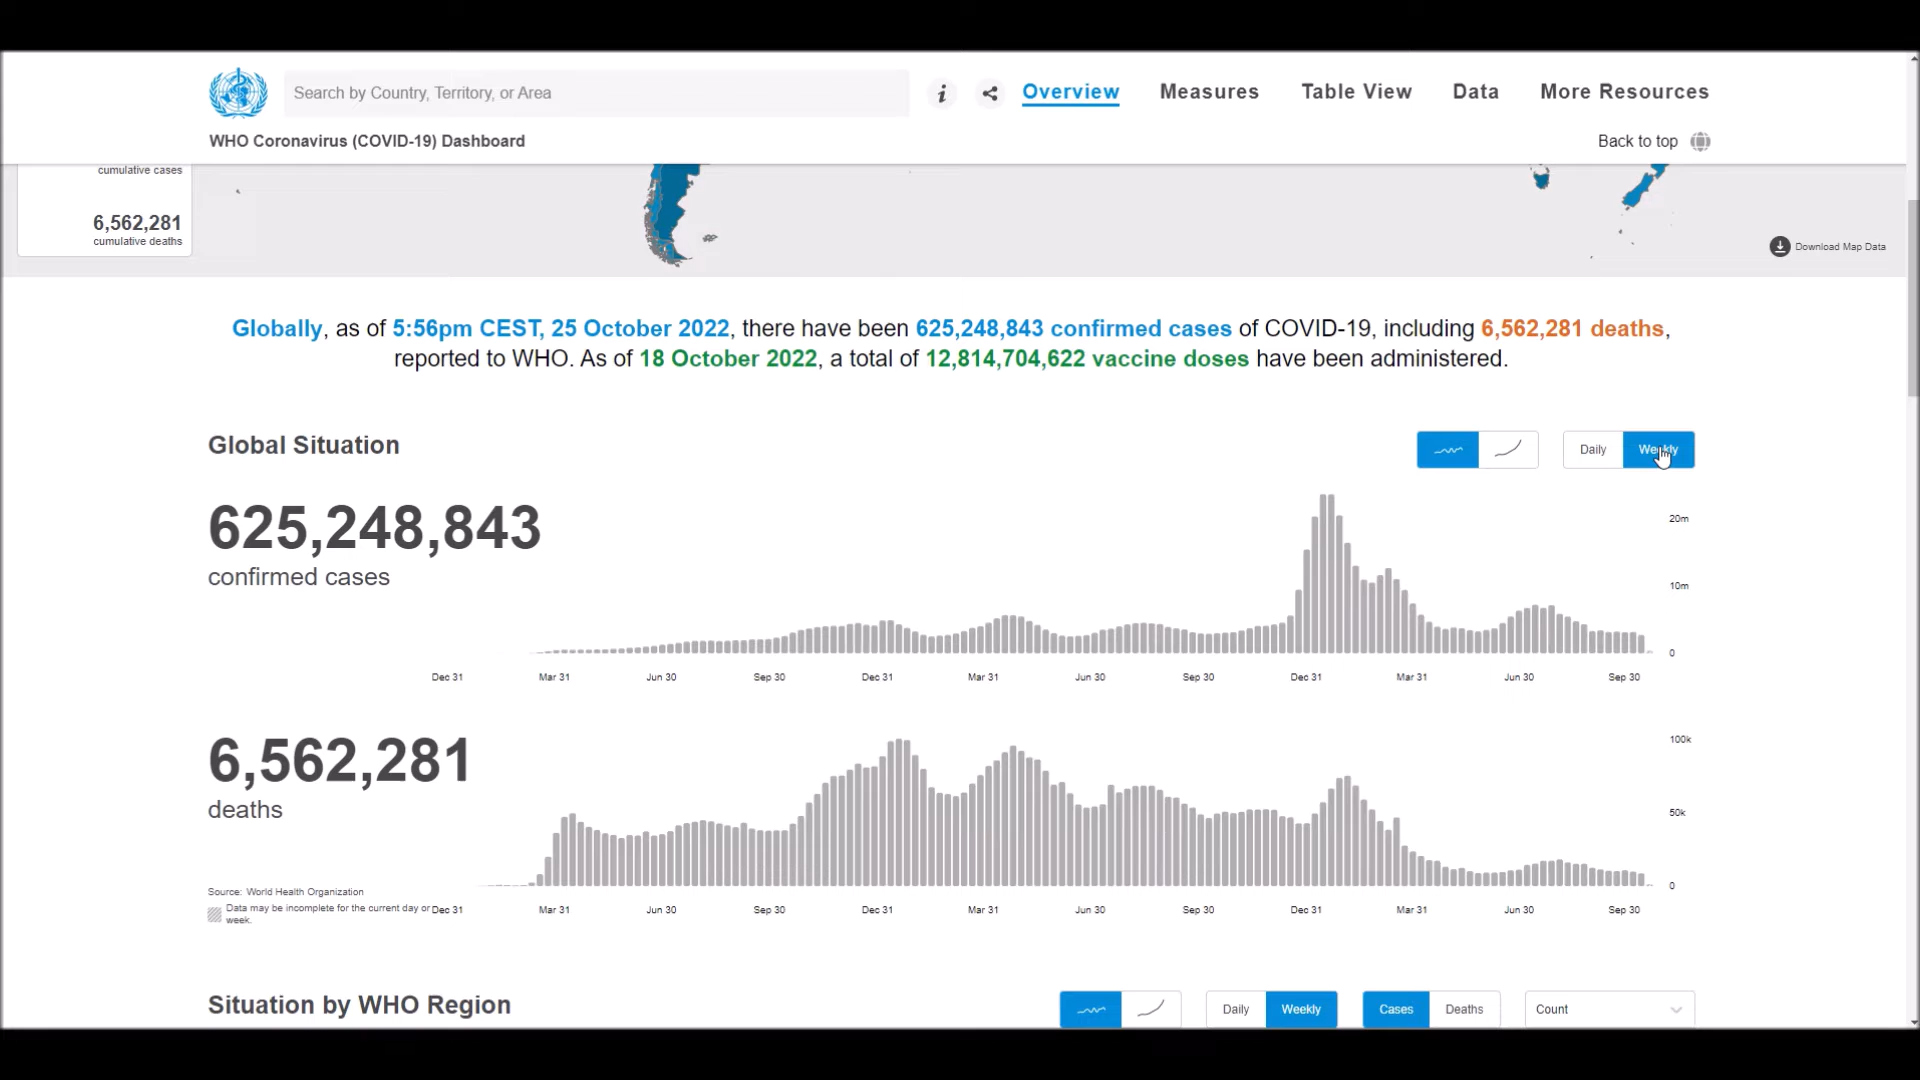 Search by Country, Territory, or Area
i
Overview
Measures
Table View
Data
More Resources
WHO Coronavirus (COVID-19) Dashboard
Back to top
cumulative cases
6,562,281
cumulative deaths
Download Map Data
Globally, as of 5:56pm CEST, 25 October 2022, there have been 625,248,843 confirmed cases of COVID-19, including 6,562,281 deaths,
reported to WHO. As of 18 October 2022, a total of 12,814,704,622 vaccine doses have been administered.
Global Situation
Daily
Weekly
625,248,843
confirmed cases
20m
10m
0
Dec 31
Mar 31
Jun 30
Sep 30
Dec 31
Mar 31
Jun 30
Sep 30
Dec 31
Mar 31
Jun 30
Sep 30
6,562,281
deaths
100k
50k
0
Source: World Health Organization
Data may be incomplete for the current day or
week.
Dec 31
Mar 31
Jun 30
Sep 30
Dec 31
Mar 31
Jun 30
Sep 30
Dec 31
Mar 31
Jun 30
Sep 30
Situation by WHO Region
Daily
Weekly
Cases
Deaths
Count